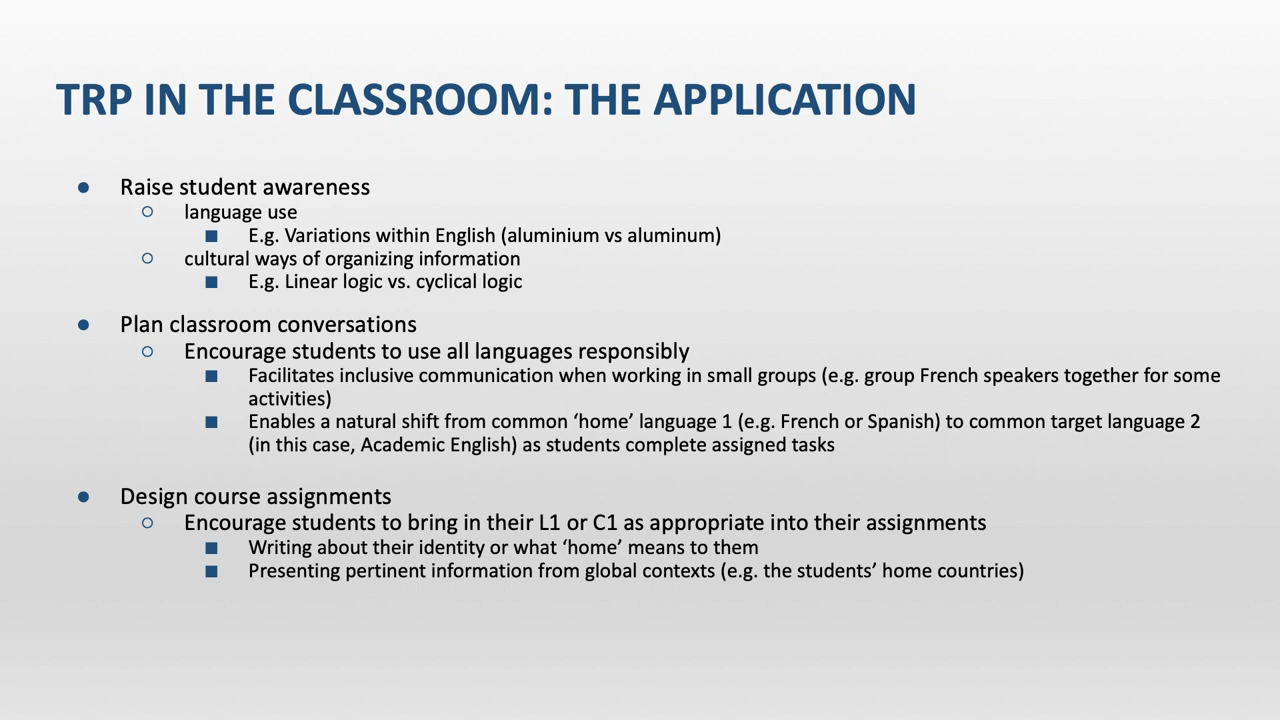 TRP IN THE CLASSROOM: THE APPLICATION
Raise student awareness
language use
E.g. Variations within English (aluminium vs aluminum)
cultural ways of organizing information
E.g. Linear logic vs. cyclical logic
Plan classroom conversations
Encourage students to use all languages responsibly
Facilitates inclusive communication when working in small groups (e.g. group French speakers together for some
activities)
Enables a natural shift from common ‘home’ language 1 (e.g. French or Spanish) to common target language 2
(in this case, Academic English) as students complete assigned tasks
Design course assignments
Encourage students to bring in their L1 or C1 as appropriate into their assignments
Writing about their identity or what ‘home’ means to them
Presenting pertinent information from global contexts (e.g. the students’ home countries)